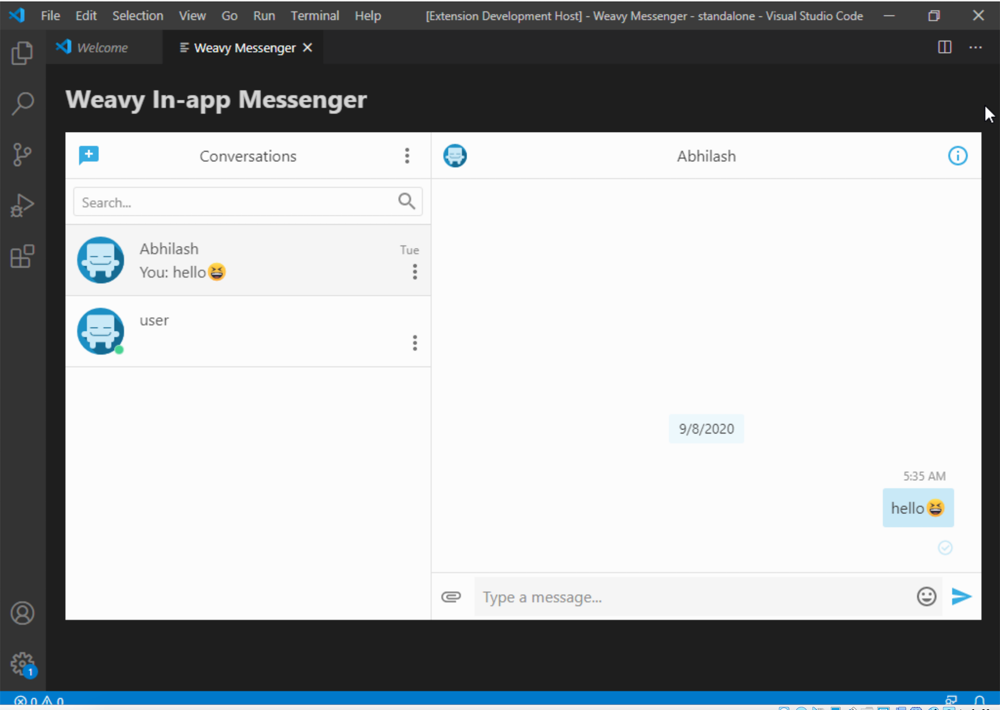 File Edit Selection View Go Run Terminal Help [Extension Development Host] - Weavy Messenger - standalone - Visual Studio Code
Welcome
Weavy Messenger
Weavy In-app Messenger
Conversations
Abhilash
Search...
Abhilash
Tue
You: hello😆
user
9/8/2020
5:35 AM
hello😆
Type a message...
1
0 0